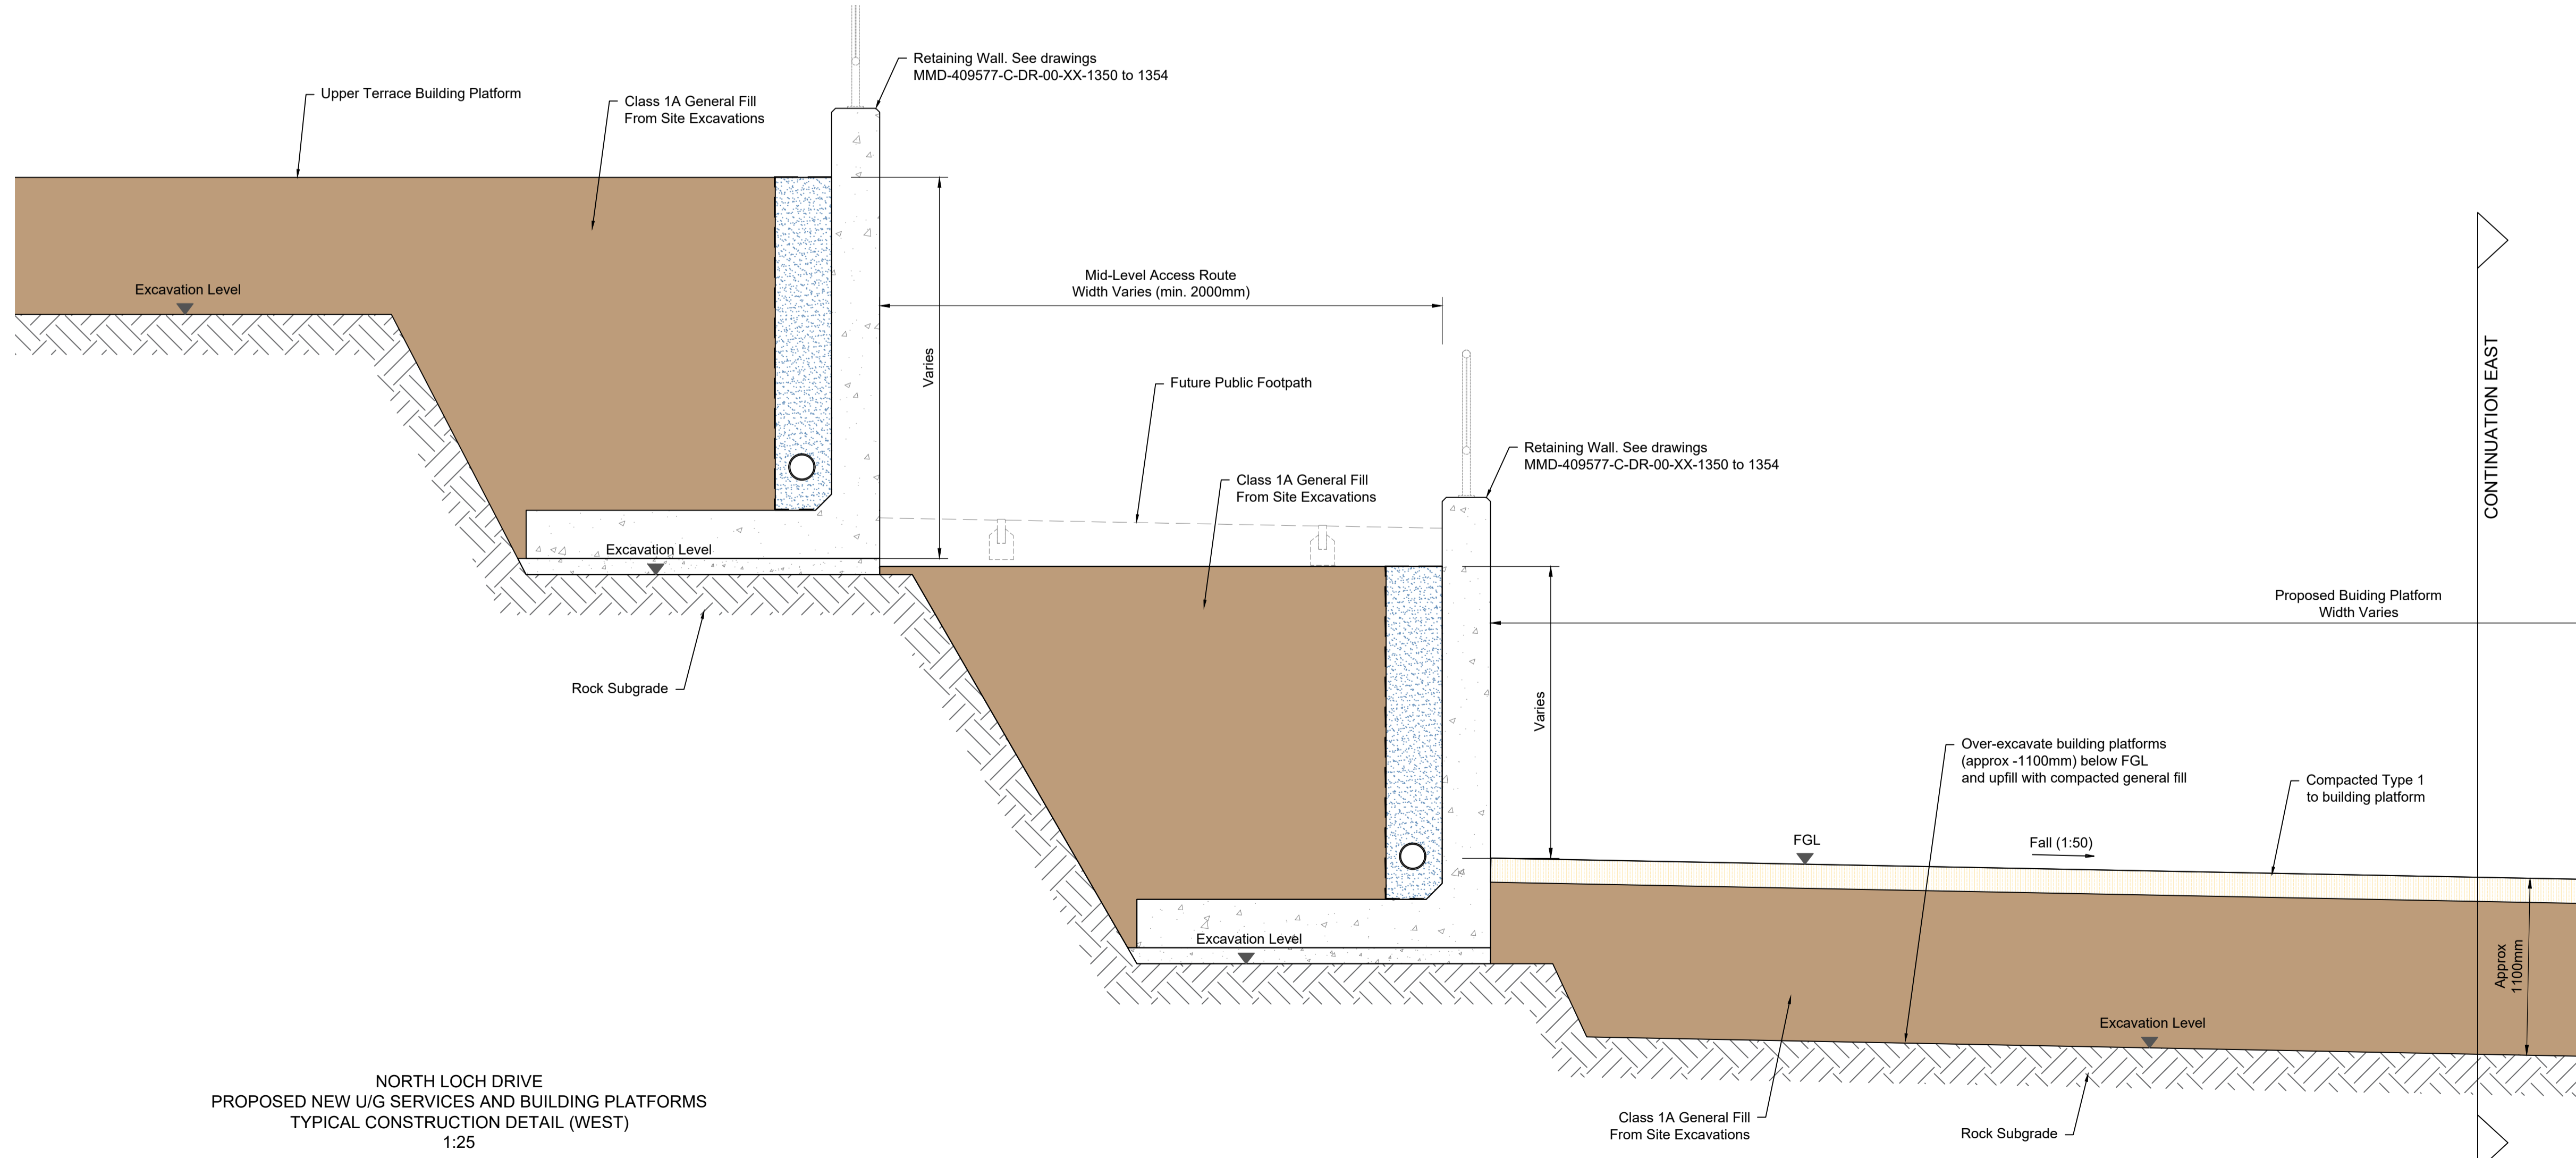 Retaining Wall. See drawings
MMD-409577-C-DR-00-XX-1350 to 1354
Upper Terrace Building Platform
Class 1A General Fill
From Site Excavations
Excavation Level
Mid-Level Access Route
Width Varies (min. 2000mm)
Varies
Future Public Footpath
CONTINUATION EAST
Retaining Wall. See drawings
MMD-409577-C-DR-00-XX-1350 to 1354
Class 1A General Fill
From Site Excavations
Excavation Level
Proposed Buiding Platform
Width Varies
Rock Subgrade
Varies
Over-excavate building platforms
(approx -1100mm) below FGL
and upfill with compacted general fill
Compacted Type 1
to building platform
FGL
Fall (1:50)
Excavation Level
Approx
1100mm
Excavation Level
NORTH LOCH DRIVE
PROPOSED NEW U/G SERVICES AND BUILDING PLATFORMS
TYPICAL CONSTRUCTION DETAIL (WEST)
1:25
Class 1A General Fill
From Site Excavations
Rock Subgrade